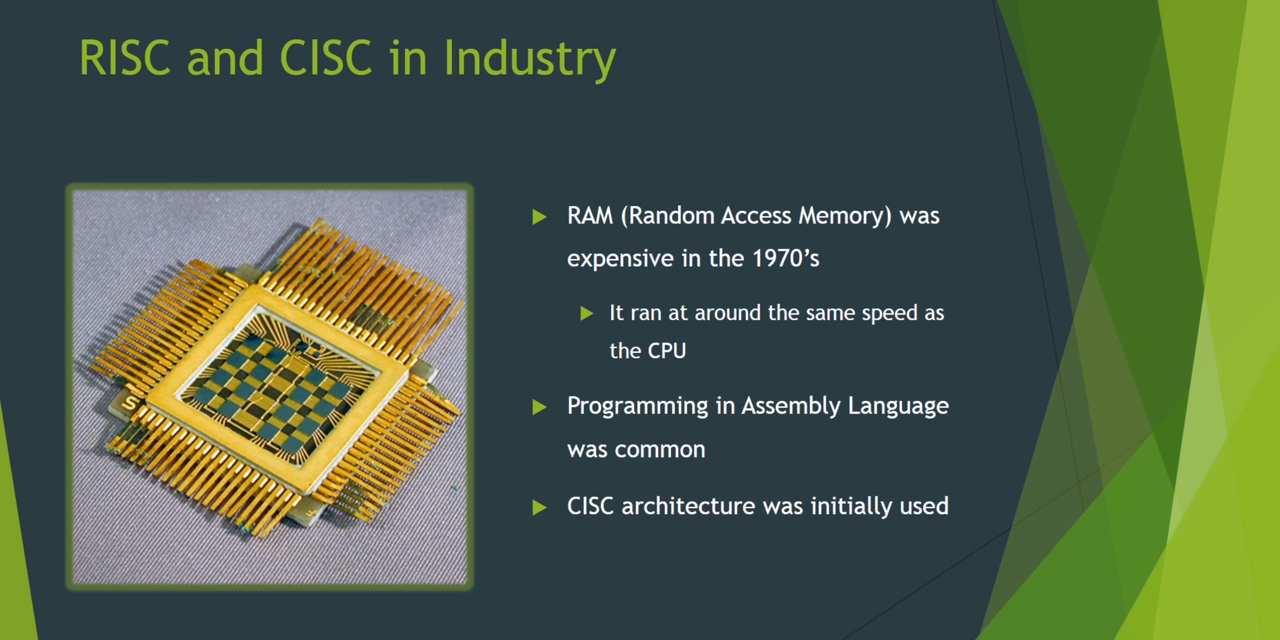 RISC and CISC in Industry
RAM (Random Access Memory) was
expensive in the 1970's
It ran at around the same speed as
the CPU
Programming in Assembly Language
was common
CISC architecture was initially used